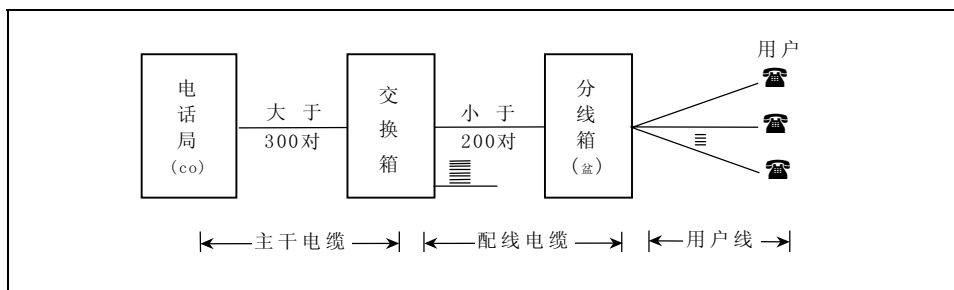 用户
电话局
(co)
大于
300对
交换箱
小于
200对
分线箱
(盆)
主干电缆
配线电缆
用户线